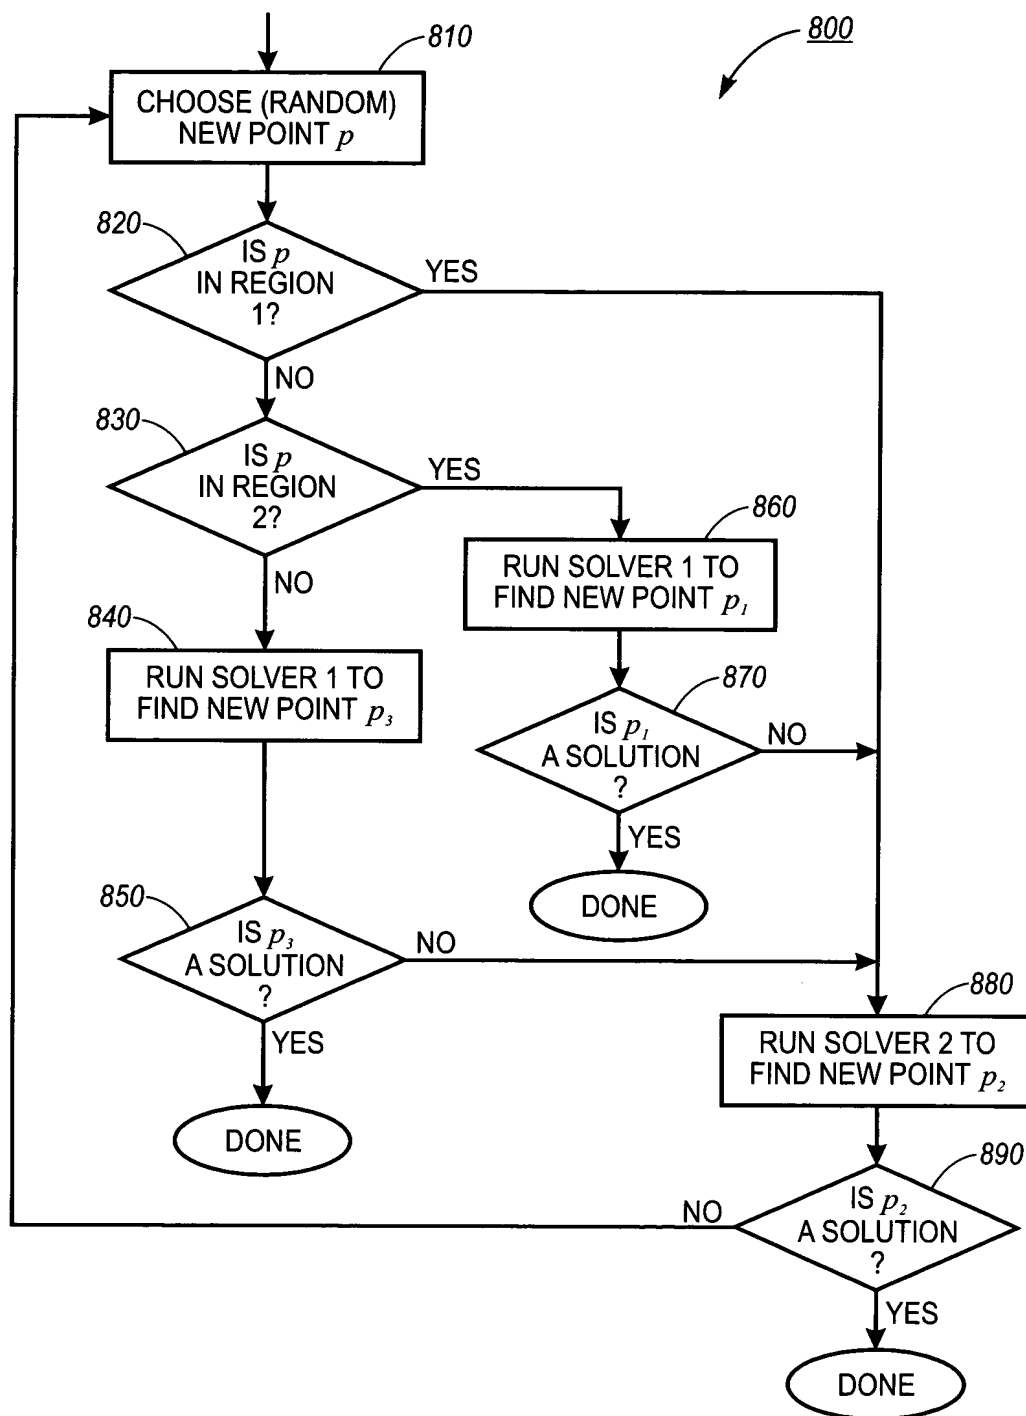 800
810
CHOOSE (RANDOM)
NEW POINT p
820
IS p
IN REGION
1?
YES
NO
830
IS p
IN REGION
2?
YES
NO
860
RUN SOLVER 1 TO
FIND NEW POINT p₁
840
RUN SOLVER 1 TO
FIND NEW POINT p₃
870
IS p₁
A SOLUTION
?
NO
YES
DONE
850
IS p₃
A SOLUTION
?
NO
YES
DONE
880
RUN SOLVER 2 TO
FIND NEW POINT p₂
890
IS p₂
A SOLUTION
?
NO
YES
DONE